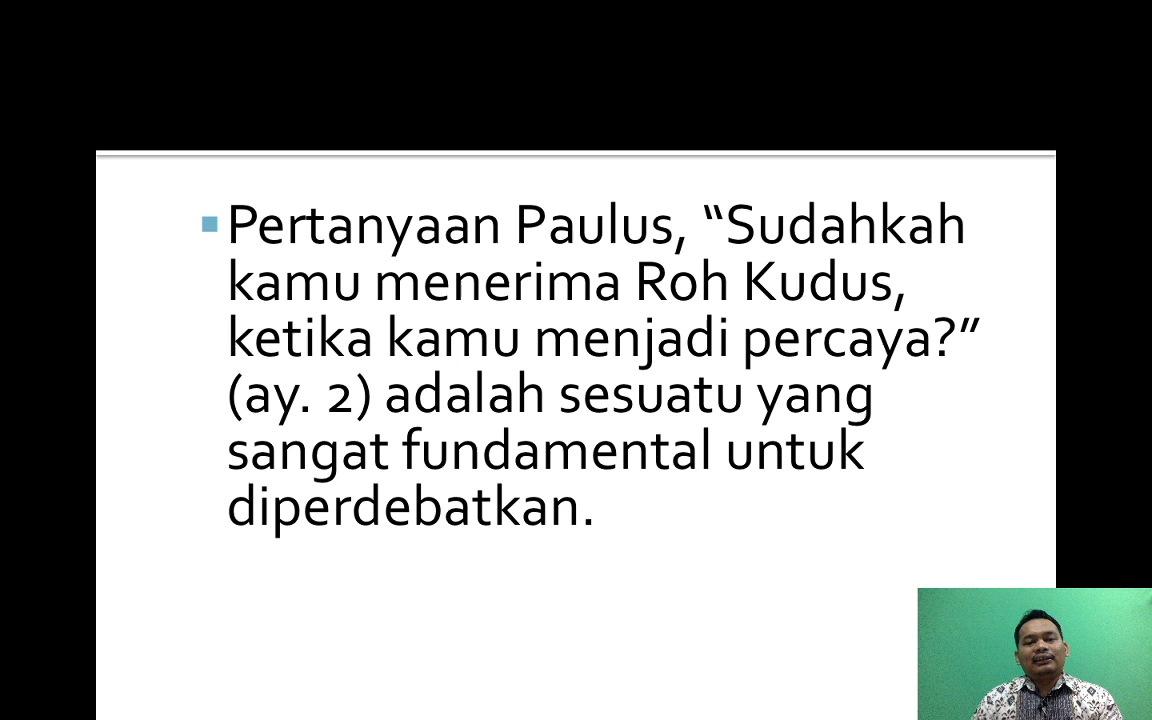 Pertanyaan Paulus, “Sudahkah
kamu menerima Roh Kudus,
ketika kamu menjadi percaya?”
(ay. 2) adalah sesuatu yang
sangat fundamental untuk
diperdebatkan.